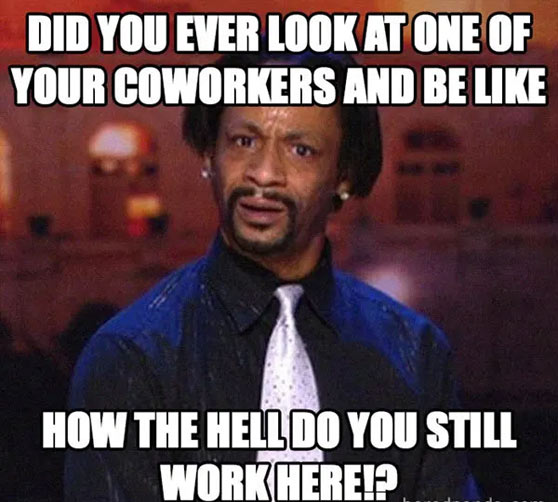 DID YOU EVER LOOK AT ONE OF
YOUR COWORKERS AND BE LIKE
HOW THE HELL DO YOU STILL
WORK HERE!?